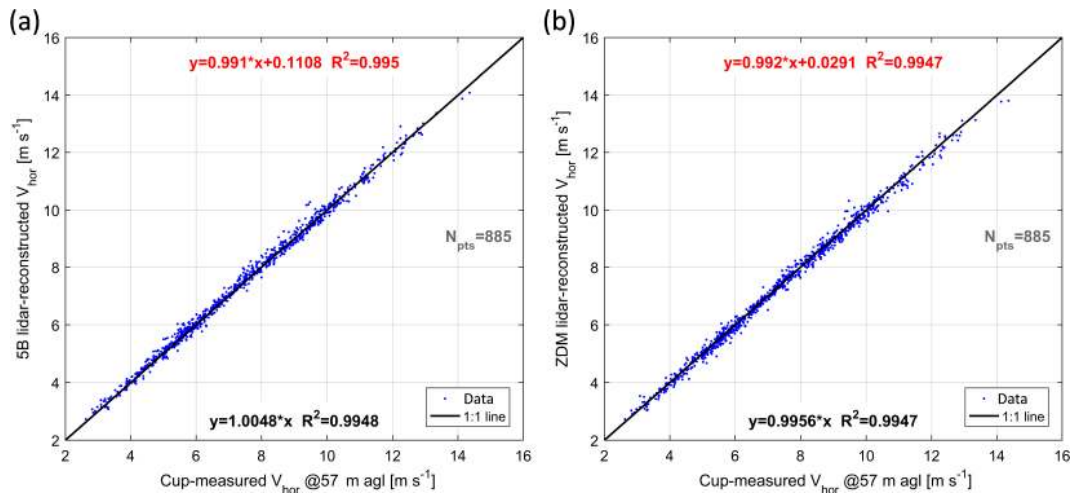 (a)
16
14
12
10
8
6
4
2
5B lidar-reconstructed V_hor [m s^-1]
y=0.991*x+0.1108 R^2=0.995
N_pts=885
Data
1:1 line
y=1.0048*x R^2=0.9948
2 4 6 8 10 12 14 16
Cup-measured V_hor @57 m agl [m s^-1]
(b)
16
14
12
10
8
6
4
2
ZDM lidar-reconstructed V_hor [m s^-1]
y=0.992*x+0.0291 R^2=0.9947
N_pts=885
Data
1:1 line
y=0.9956*x R^2=0.9947
2 4 6 8 10 12 14 16
Cup-measured V_hor @57 m agl [m s^-1]